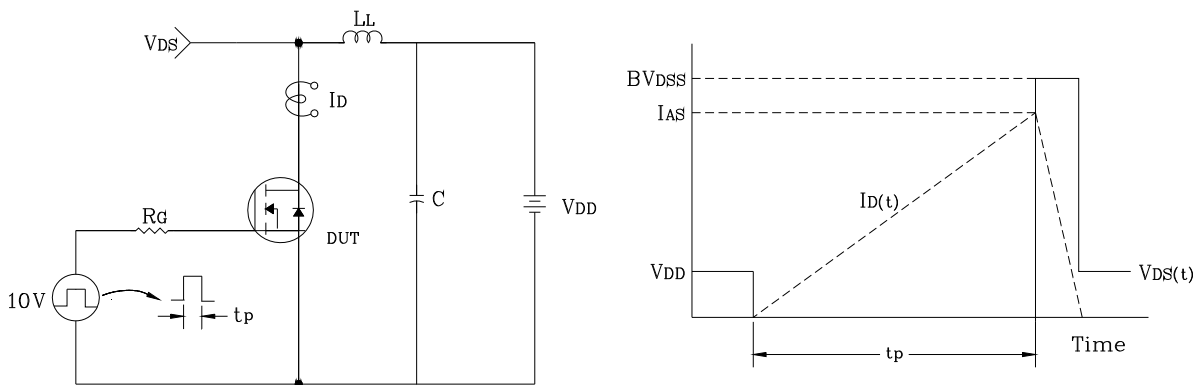 LL
VDS
ID
C
VDD
RG
DUT
10V
tp
BVDSS
IAS
ID(t)
VDD
VDS(t)
Time
tp